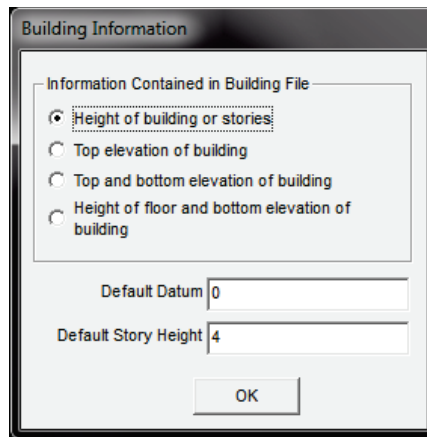 Building Information
Information Contained in Building File
Height of building or stories
Top elevation of building
Top and bottom elevation of building
Height of floor and bottom elevation of
building
Default Datum 0
Default Story Height 4
OK